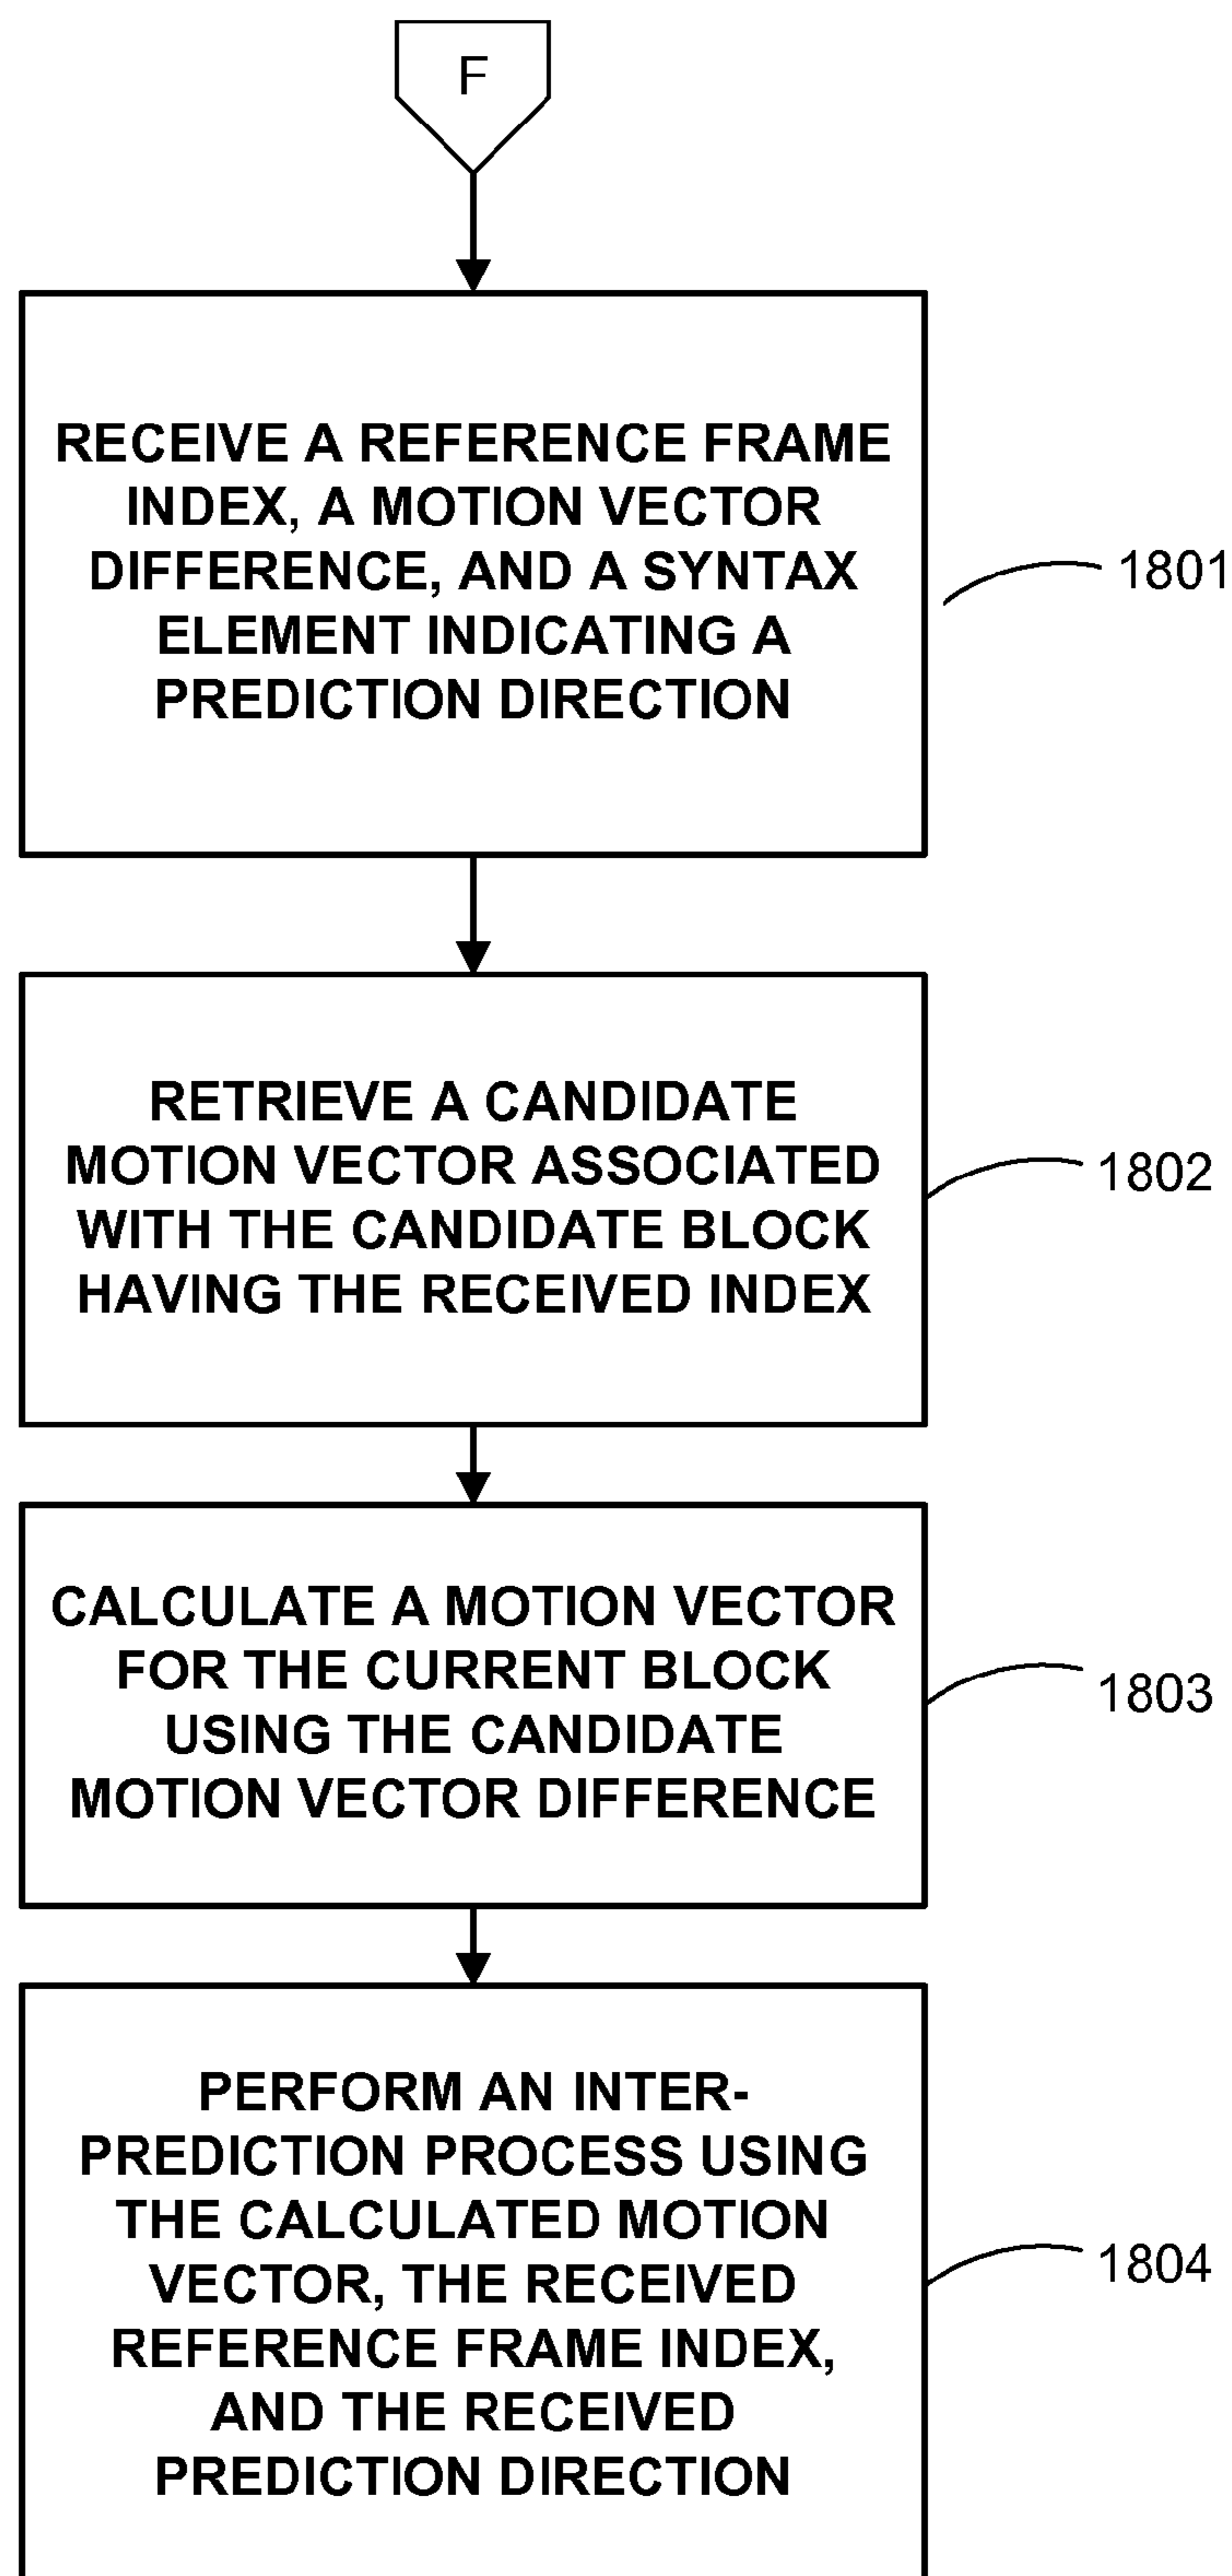 F
RECEIVE A REFERENCE FRAME
INDEX, A MOTION VECTOR
DIFFERENCE, AND A SYNTAX
ELEMENT INDICATING A
PREDICTION DIRECTION
1801
RETRIEVE A CANDIDATE
MOTION VECTOR ASSOCIATED
WITH THE CANDIDATE BLOCK
HAVING THE RECEIVED INDEX
1802
CALCULATE A MOTION VECTOR
FOR THE CURRENT BLOCK
USING THE CANDIDATE
MOTION VECTOR DIFFERENCE
1803
PERFORM AN INTER-
PREDICTION PROCESS USING
THE CALCULATED MOTION
VECTOR, THE RECEIVED
REFERENCE FRAME INDEX,
AND THE RECEIVED
PREDICTION DIRECTION
1804